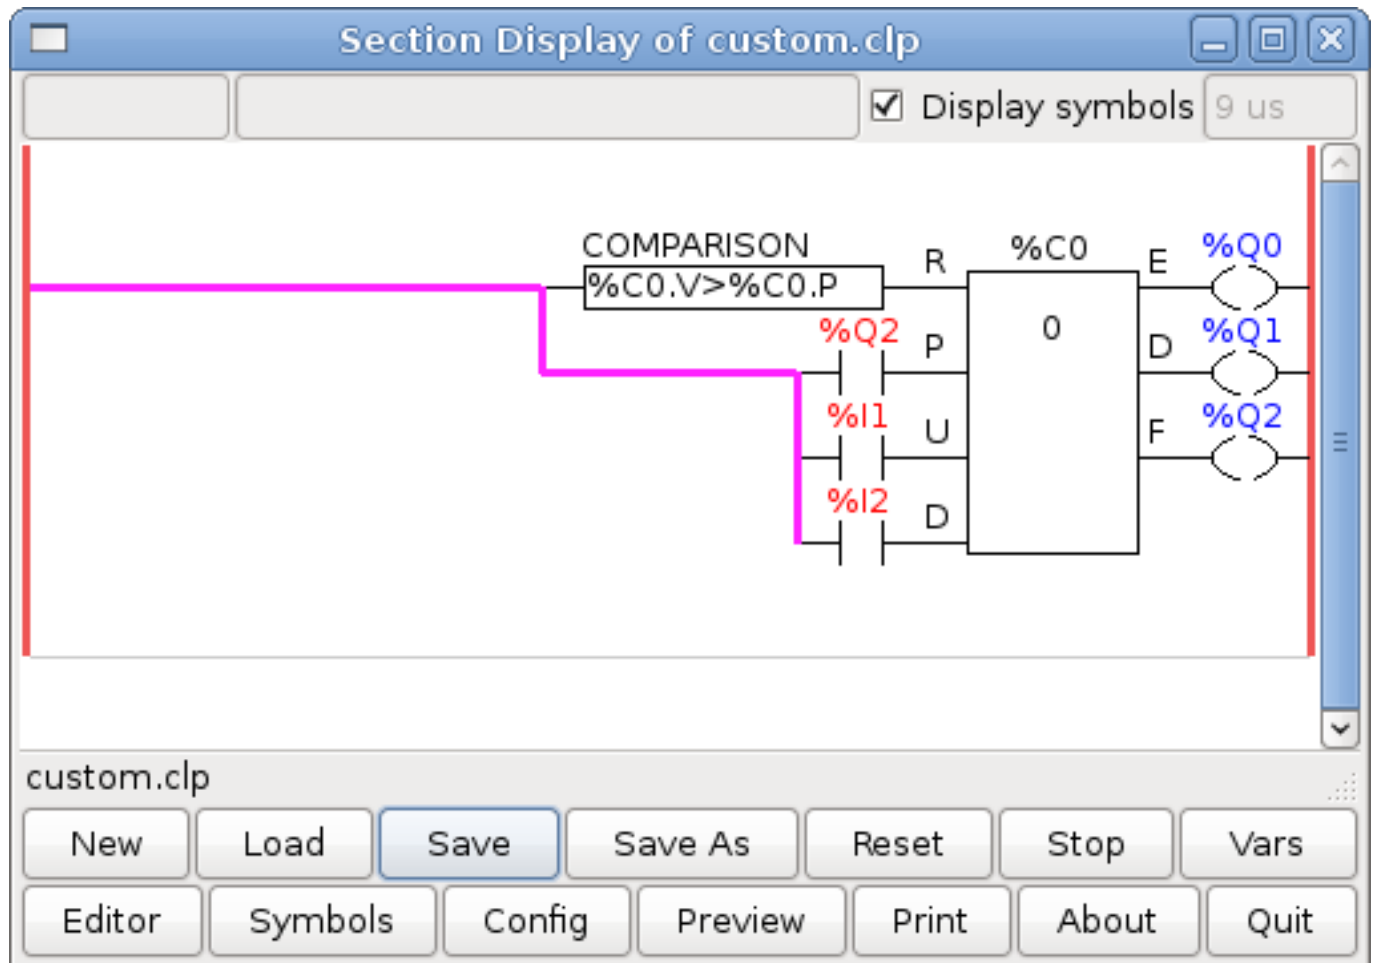 Section Display of custom.clp
Display symbols 9 us
COMPARISON R %C0 E %Q0
%C0.V>%C0.P
%Q2 P 0 D %Q1
%I1 U F %Q2
%I2 D
custom.clp
New Load Save Save As Reset Stop Vars
Editor Symbols Config Preview Print About Quit